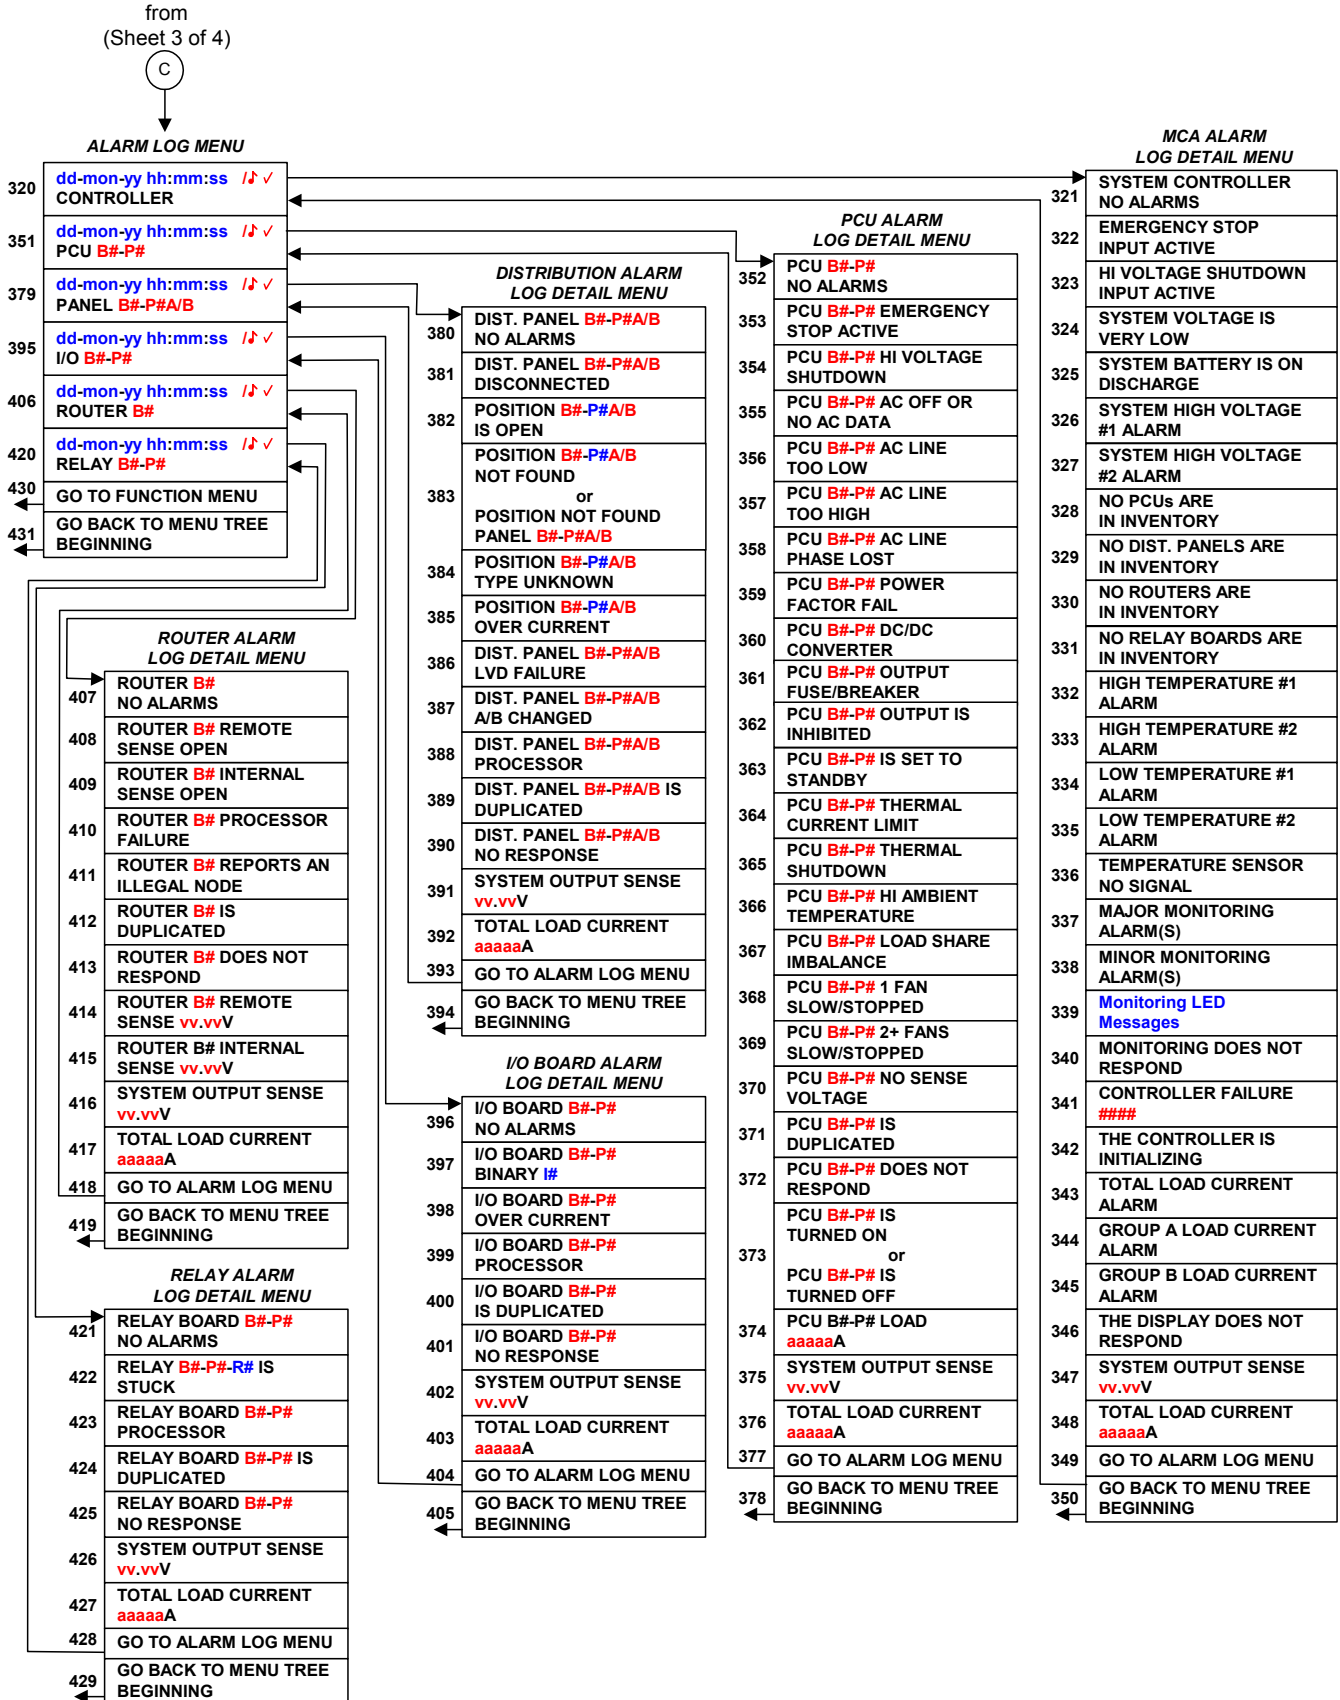 from
(Sheet 3 of 4)
C
ALARM LOG MENU
320
dd-mon-yy hh:mm:ss /♪ ✓
CONTROLLER
351
dd-mon-yy hh:mm:ss /♪ ✓
PCU B#-P#
379
dd-mon-yy hh:mm:ss /♪ ✓
PANEL B#-P#A/B
395
dd-mon-yy hh:mm:ss /♪ ✓
I/O B#-P#
406
dd-mon-yy hh:mm:ss /♪ ✓
ROUTER B#
420
dd-mon-yy hh:mm:ss /♪ ✓
RELAY B#-P#
430
GO TO FUNCTION MENU
431
GO BACK TO MENU TREE
BEGINNING
ROUTER ALARM
LOG DETAIL MENU
407
ROUTER B#
NO ALARMS
408
ROUTER B# REMOTE
SENSE OPEN
409
ROUTER B# INTERNAL
SENSE OPEN
410
ROUTER B# PROCESSOR
FAILURE
411
ROUTER B# REPORTS AN
ILLEGAL NODE
412
ROUTER B# IS
DUPLICATED
413
ROUTER B# DOES NOT
RESPOND
414
ROUTER B# REMOTE
SENSE vv.vvV
415
ROUTER B# INTERNAL
SENSE vv.vvV
416
SYSTEM OUTPUT SENSE
vv.vvV
417
TOTAL LOAD CURRENT
aaaaaA
418
GO TO ALARM LOG MENU
419
GO BACK TO MENU TREE
BEGINNING
RELAY ALARM
LOG DETAIL MENU
421
RELAY BOARD B#-P#
NO ALARMS
422
RELAY B#-P#-R# IS
STUCK
423
RELAY BOARD B#-P#
PROCESSOR
424
RELAY BOARD B#-P# IS
DUPLICATED
425
RELAY BOARD B#-P#
NO RESPONSE
426
SYSTEM OUTPUT SENSE
vv.vvV
427
TOTAL LOAD CURRENT
aaaaaA
428
GO TO ALARM LOG MENU
429
GO BACK TO MENU TREE
BEGINNING
DISTRIBUTION ALARM
LOG DETAIL MENU
380
DIST. PANEL B#-P#A/B
NO ALARMS
381
DIST. PANEL B#-P#A/B
DISCONNECTED
382
POSITION B#-P#A/B
IS OPEN
383
POSITION B#-P#A/B
NOT FOUND
or
POSITION NOT FOUND
PANEL B#-P#A/B
384
POSITION B#-P#A/B
TYPE UNKNOWN
385
POSITION B#-P#A/B
OVER CURRENT
386
DIST. PANEL B#-P#A/B
LVD FAILURE
387
DIST. PANEL B#-P#A/B
A/B CHANGED
388
DIST. PANEL B#-P#A/B
PROCESSOR
389
DIST. PANEL B#-P#A/B IS
DUPLICATED
390
DIST. PANEL B#-P#A/B
NO RESPONSE
391
SYSTEM OUTPUT SENSE
vv.vvV
392
TOTAL LOAD CURRENT
aaaaaA
393
GO TO ALARM LOG MENU
394
GO BACK TO MENU TREE
BEGINNING
I/O BOARD ALARM
LOG DETAIL MENU
396
I/O BOARD B#-P#
NO ALARMS
397
I/O BOARD B#-P#
BINARY I#
398
I/O BOARD B#-P#
OVER CURRENT
399
I/O BOARD B#-P#
PROCESSOR
400
I/O BOARD B#-P#
IS DUPLICATED
401
I/O BOARD B#-P#
NO RESPONSE
402
SYSTEM OUTPUT SENSE
vv.vvV
403
TOTAL LOAD CURRENT
aaaaaA
404
GO TO ALARM LOG MENU
405
GO BACK TO MENU TREE
BEGINNING
PCU ALARM
LOG DETAIL MENU
352
PCU B#-P#
NO ALARMS
353
PCU B#-P# EMERGENCY
STOP ACTIVE
354
PCU B#-P# HI VOLTAGE
SHUTDOWN
355
PCU B#-P# AC OFF OR
NO AC DATA
356
PCU B#-P# AC LINE
TOO LOW
357
PCU B#-P# AC LINE
TOO HIGH
358
PCU B#-P# AC LINE
PHASE LOST
359
PCU B#-P# POWER
FACTOR FAIL
360
PCU B#-P# DC/DC
CONVERTER
361
PCU B#-P# OUTPUT
FUSE/BREAKER
362
PCU B#-P# OUTPUT IS
INHIBITED
363
PCU B#-P# IS SET TO
STANDBY
364
PCU B#-P# THERMAL
CURRENT LIMIT
365
PCU B#-P# THERMAL
SHUTDOWN
366
PCU B#-P# HI AMBIENT
TEMPERATURE
367
PCU B#-P# LOAD SHARE
IMBALANCE
368
PCU B#-P# 1 FAN
SLOW/STOPPED
369
PCU B#-P# 2+ FANS
SLOW/STOPPED
370
PCU B#-P# NO SENSE
VOLTAGE
371
PCU B#-P# IS
DUPLICATED
372
PCU B#-P# DOES NOT
RESPOND
373
PCU B#-P# IS
TURNED ON
or
PCU B#-P# IS
TURNED OFF
374
PCU B#-P# LOAD
aaaaaA
375
SYSTEM OUTPUT SENSE
vv.vvV
376
TOTAL LOAD CURRENT
aaaaaA
377
GO TO ALARM LOG MENU
378
GO BACK TO MENU TREE
BEGINNING
MCA ALARM
LOG DETAIL MENU
321
SYSTEM CONTROLLER
NO ALARMS
322
EMERGENCY STOP
INPUT ACTIVE
323
HI VOLTAGE SHUTDOWN
INPUT ACTIVE
324
SYSTEM VOLTAGE IS
VERY LOW
325
SYSTEM BATTERY IS ON
DISCHARGE
326
SYSTEM HIGH VOLTAGE
#1 ALARM
327
SYSTEM HIGH VOLTAGE
#2 ALARM
328
NO PCUs ARE
IN INVENTORY
329
NO DIST. PANELS ARE
IN INVENTORY
330
NO ROUTERS ARE
IN INVENTORY
331
NO RELAY BOARDS ARE
IN INVENTORY
332
HIGH TEMPERATURE #1
ALARM
333
HIGH TEMPERATURE #2
ALARM
334
LOW TEMPERATURE #1
ALARM
335
LOW TEMPERATURE #2
ALARM
336
TEMPERATURE SENSOR
NO SIGNAL
337
MAJOR MONITORING
ALARM(S)
338
MINOR MONITORING
ALARM(S)
339
Monitoring LED
Messages
340
MONITORING DOES NOT
RESPOND
341
CONTROLLER FAILURE
####
342
THE CONTROLLER IS
INITIALIZING
343
TOTAL LOAD CURRENT
ALARM
344
GROUP A LOAD CURRENT
ALARM
345
GROUP B LOAD CURRENT
ALARM
346
THE DISPLAY DOES NOT
RESPOND
347
SYSTEM OUTPUT SENSE
vv.vvV
348
TOTAL LOAD CURRENT
aaaaaA
349
GO TO ALARM LOG MENU
350
GO BACK TO MENU TREE
BEGINNING